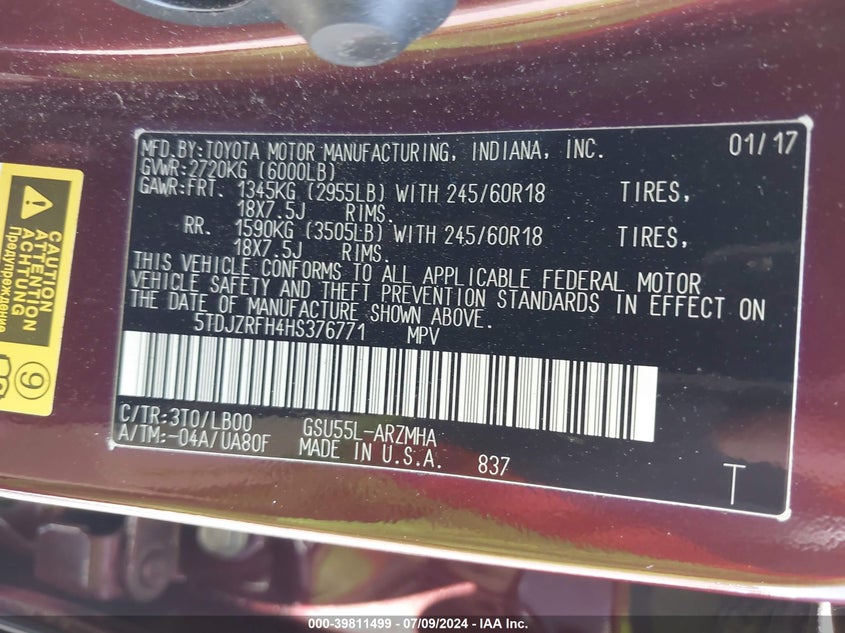 MFD.BY:TOYOTA MOTOR MANUFACTURING, INDIANA, INC. 01/17
GVWR:2720KG (6000LB)
GAWR:FRT. 1345KG (2955LB) WITH 245/60R18 TIRES,
18X7.5J RIMS.
RR. 1590KG (3505LB) WITH 245/60R18 TIRES,
18X7.5J RIMS.
THIS VEHICLE CONFORMS TO ALL APPLICABLE FEDERAL MOTOR
VEHICLE SAFETY AND THEFT PREVENTION STANDARDS IN EFFECT ON
THE DATE OF MANUFACTURE SHOWN ABOVE.
5TDJZRFH4HS376771 MPV
C/TR:3T0/LB00 GSU55L-ARZMHA
A/TM:-04A/UA80F MADE IN U.S.A. 837
T
CAUTION
ATTENTION
ACHTUNG
Предупреждение
9
000-39811499 - 07/09/2024 - IAA Inc.